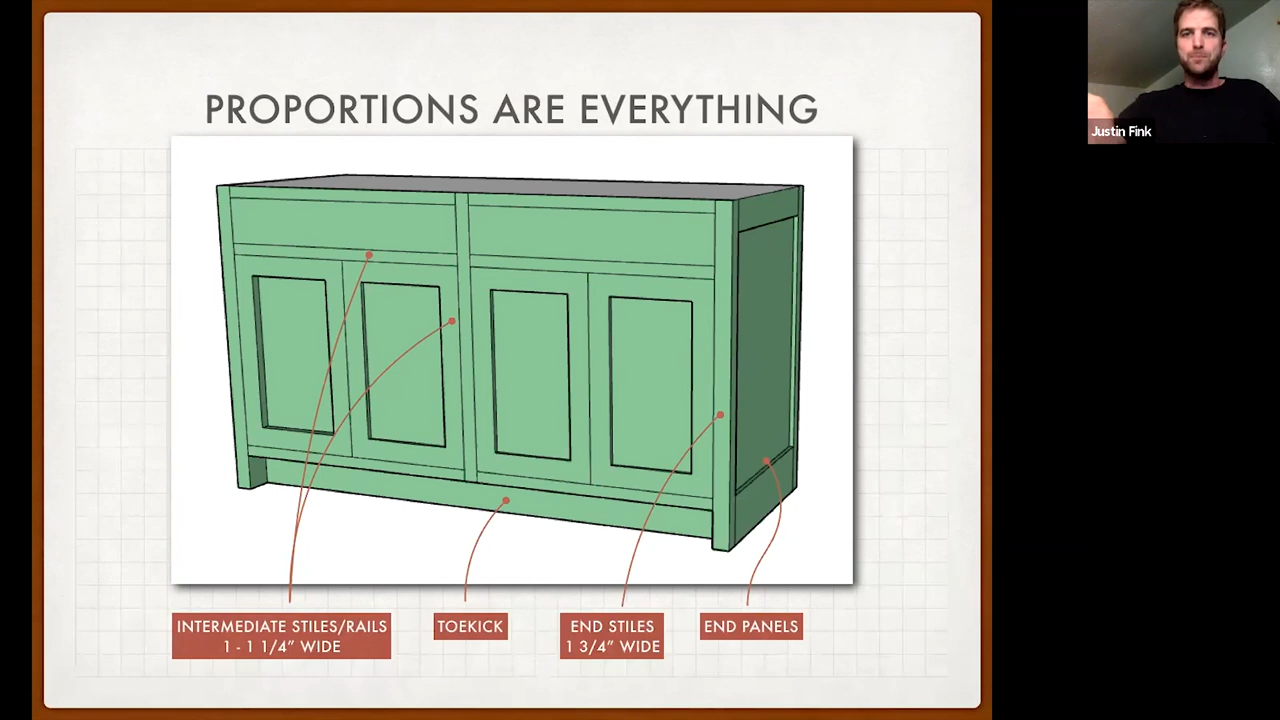 PROPORTIONS ARE EVERYTHING
Justin Fink
INTERMEDIATE STILES/RAILS
1 - 1 1/4” WIDE
TOEKICK
END STILES
1 3/4” WIDE
END PANELS